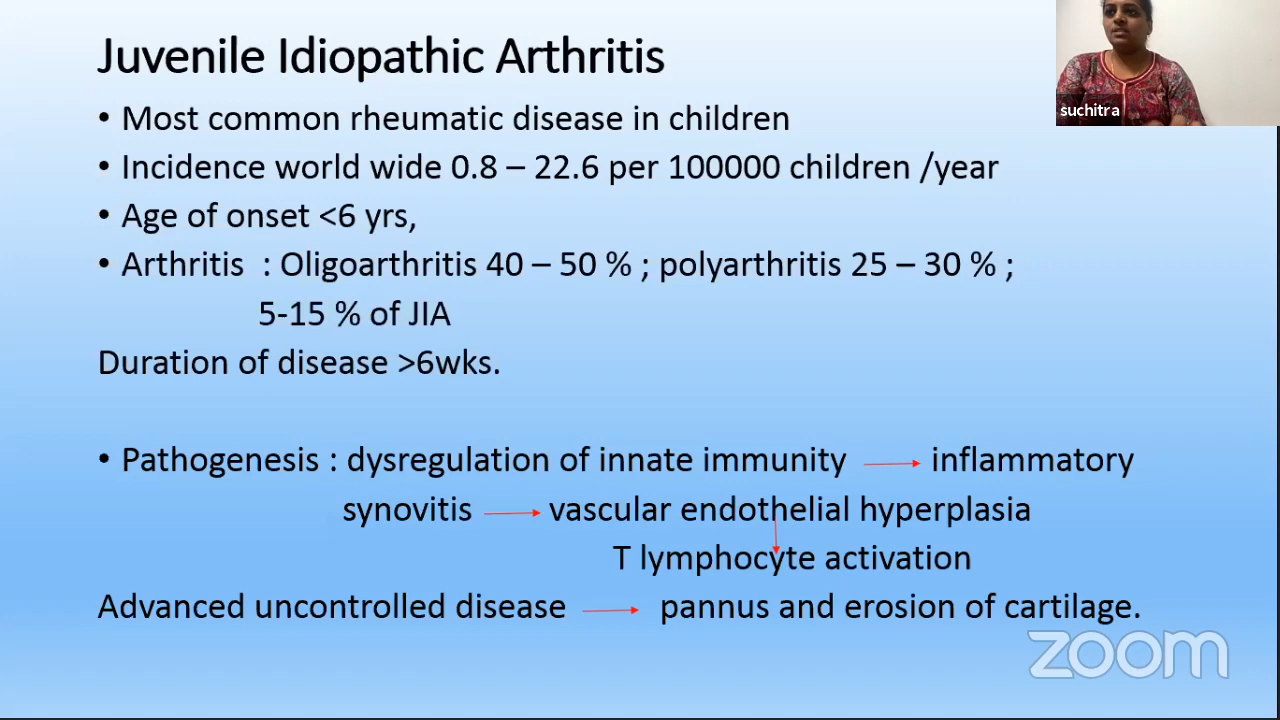 Juvenile Idiopathic Arthritis
suchitra
• Most common rheumatic disease in children
• Incidence world wide 0.8 – 22.6 per 100000 children /year
• Age of onset <6 yrs,
• Arthritis : Oligoarthritis 40 – 50 % ; polyarthritis 25 – 30 % ;
5-15 % of JIA
Duration of disease >6wks.
• Pathogenesis : dysregulation of innate immunity → inflammatory
synovitis → vascular endothelial hyperplasia
T lymphocyte activation
Advanced uncontrolled disease → pannus and erosion of cartilage.
zoom